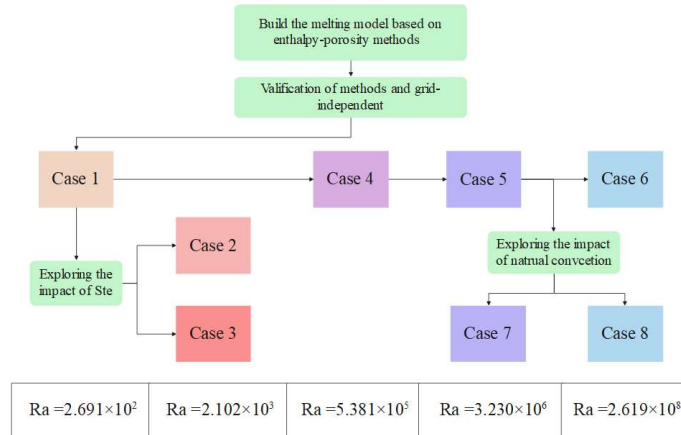 Build the melting model based on
enthalpy-porosity methods
Valification of methods and grid-
independent
Case 1
Case 4
Case 5
Case 6
Exploring the
impact of Ste
Case 2
Case 3
Exploring the impact
of natrual convcetion
Case 7
Case 8
Ra =2.691×10²
Ra =2.102×10³
Ra =5.381×10⁵
Ra =3.230×10⁶
Ra =2.619×10⁸